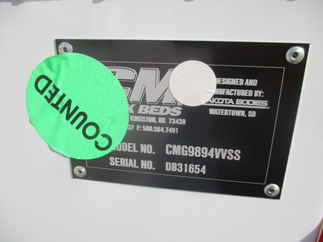 COUNTED
CM
BEDS
KINGSTON, OK 73439
DESIGNED AND
MANUFACTURED BY:
DAKOTA BODIES
WATERTOWN, SD
MODEL NO. CMG9894VVSS
SERIAL NO. DB31654